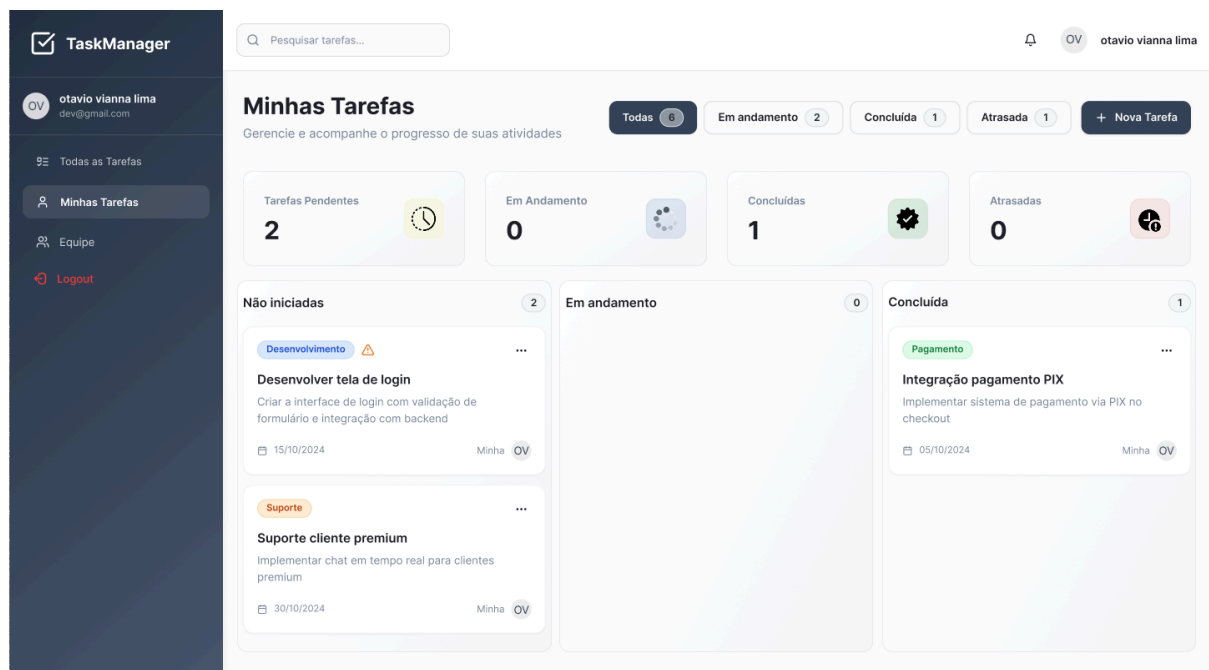 TaskManager
OV
otavio vianna lima
dev@gmail.com
Todas as Tarefas
Minhas Tarefas
Equipe
Logout
Pesquisar tarefas...
OV
otavio vianna lima
Minhas Tarefas
Gerencie e acompanhe o progresso de suas atividades
Todas 6
Em andamento 2
Concluída 1
Atrasada 1
+ Nova Tarefa
Tarefas Pendentes
2
Em Andamento
0
Concluídas
1
Atrasadas
0
Não iniciadas 2
Desenvolvimento
Desenvolver tela de login
Criar a interface de login com validação de
formulário e integração com backend
15/10/2024 Minha OV
Suporte
Suporte cliente premium
Implementar chat em tempo real para clientes
premium
30/10/2024 Minha OV
Em andamento 0
Concluída 1
Pagamento
Integração pagamento PIX
Implementar sistema de pagamento via PIX no
checkout
05/10/2024 Minha OV